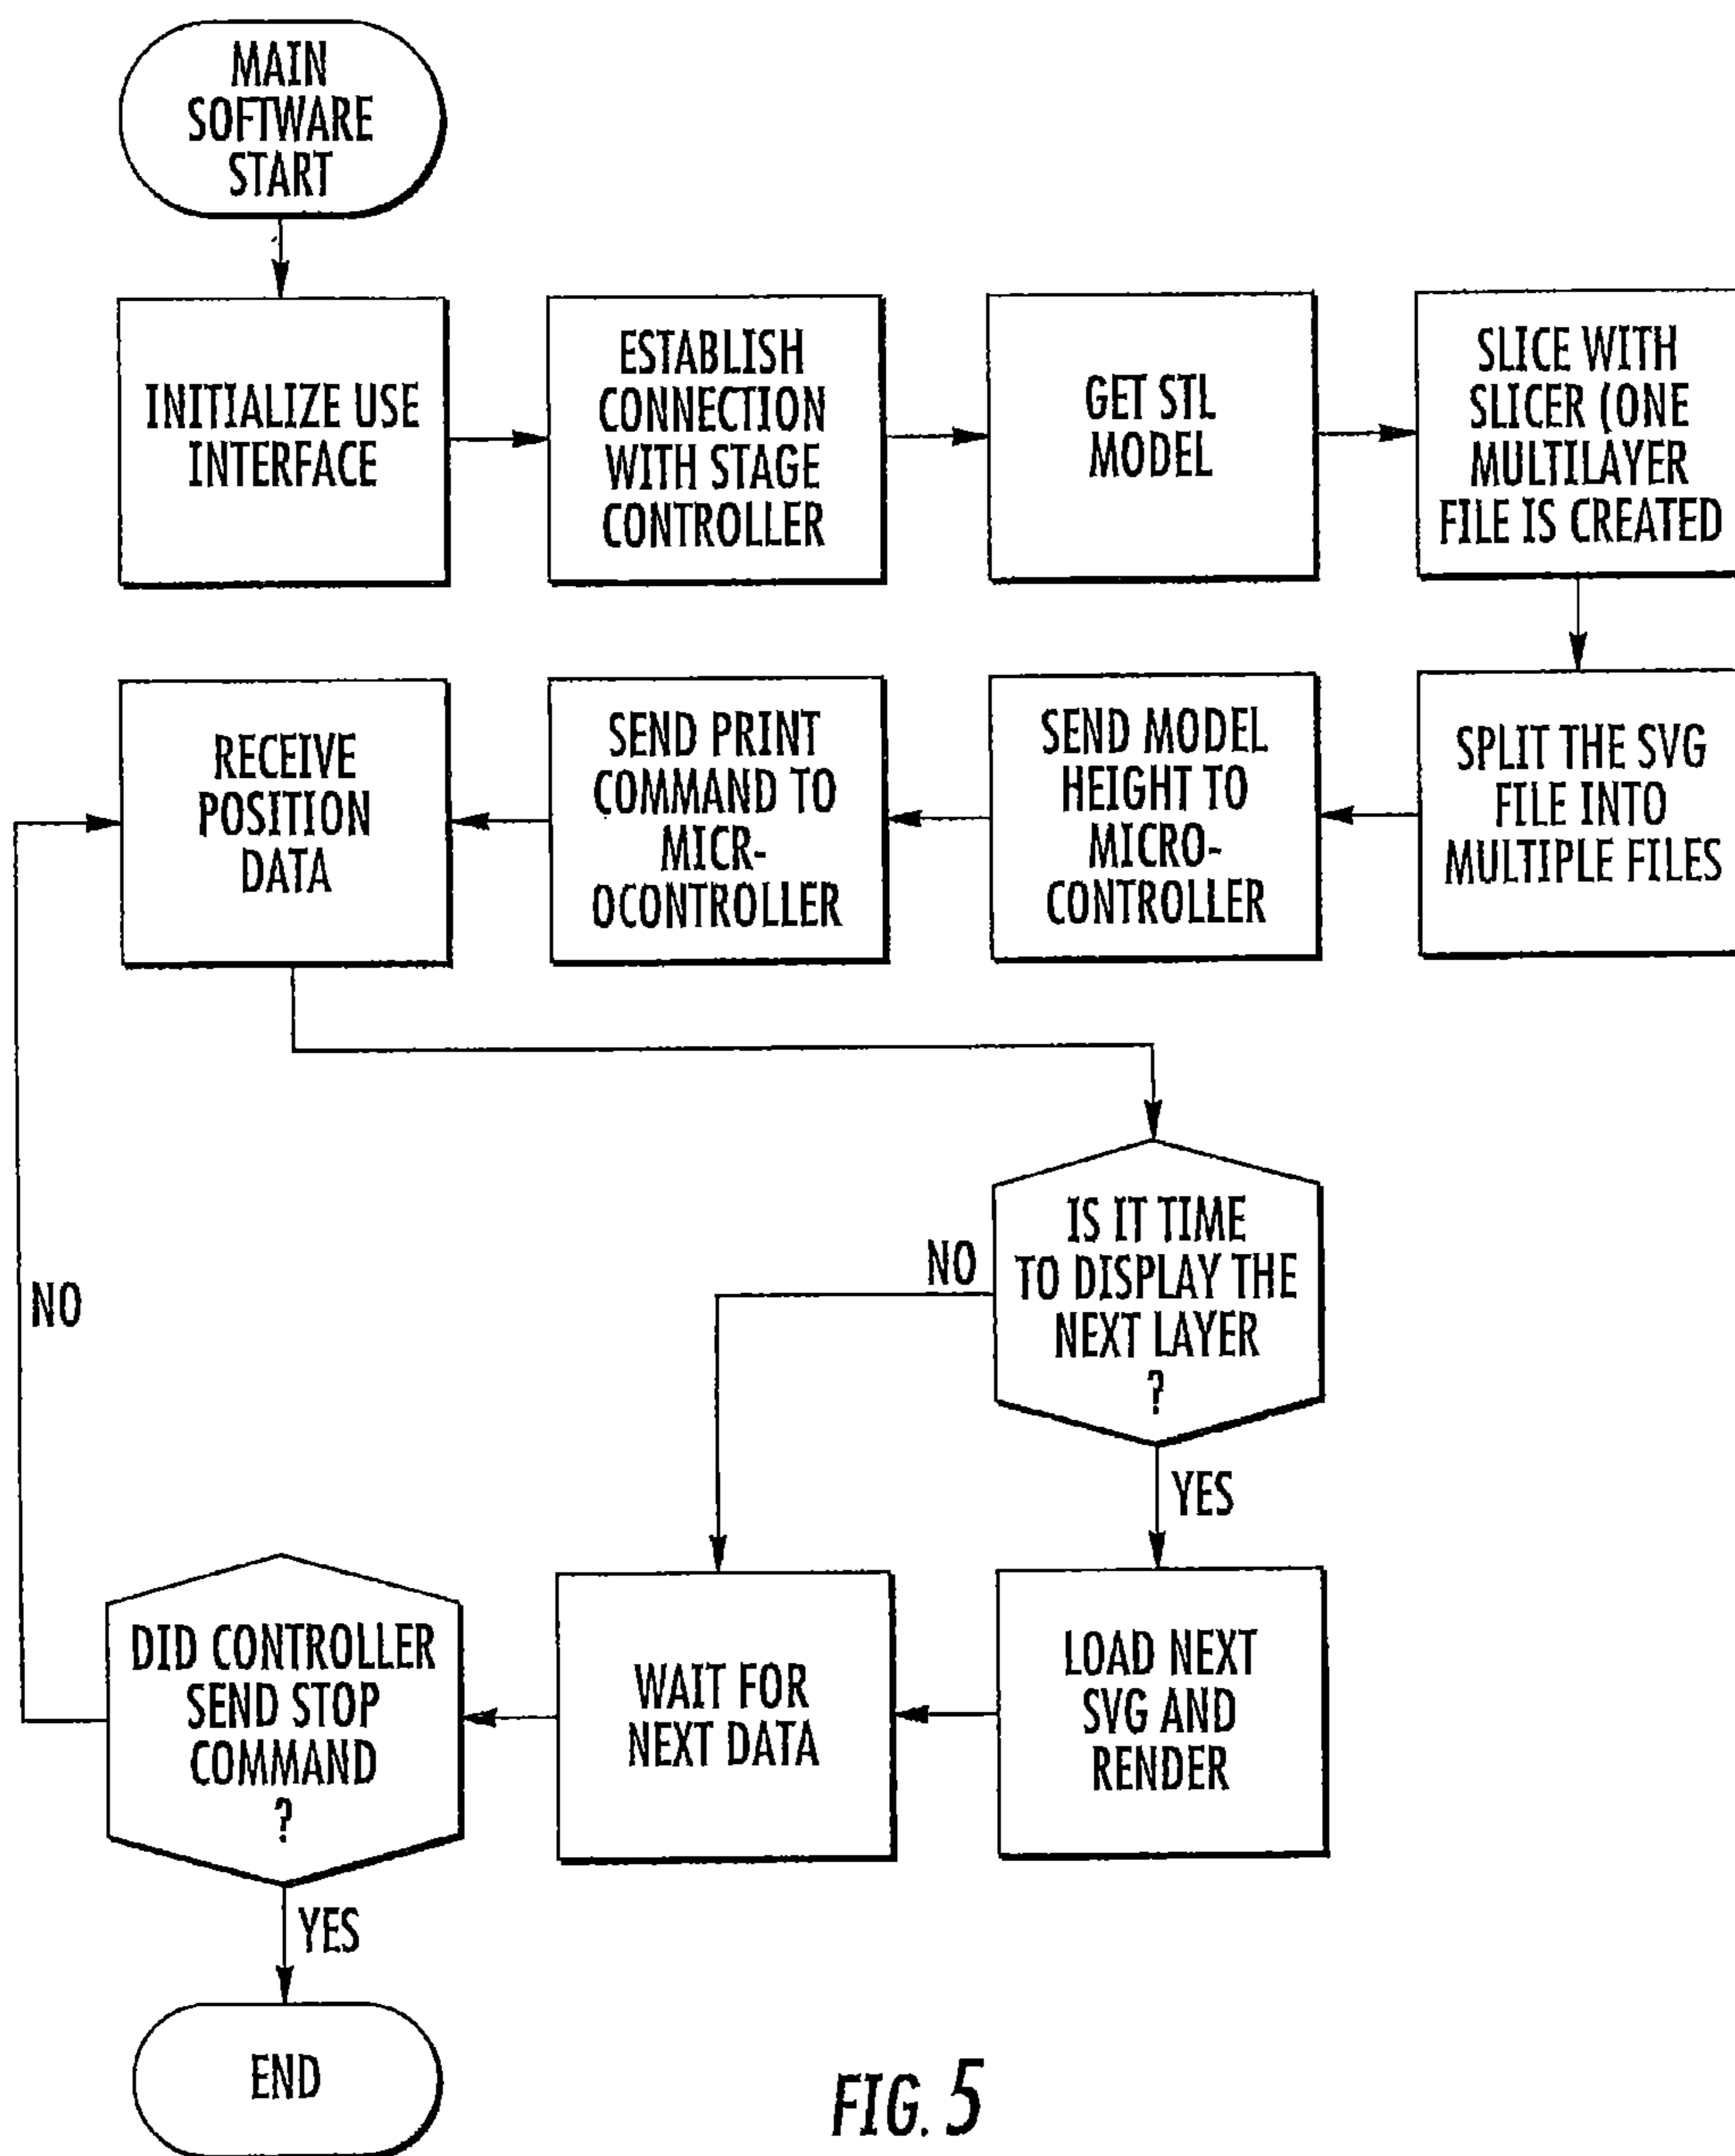 MAIN
SOFTWARE
START
INITIALIZE USE
INTERFACE
ESTABLISH
CONNECTION
WITH STAGE
CONTROLLER
GET STL
MODEL
SLICE WITH
SLICER (ONE
MULTILAYER
FILE IS CREATED
SPLIT THE SVG
FILE INTO
MULTIPLE FILES
SEND MODEL
HEIGHT TO
MICRO-
CONTROLLER
SEND PRINT
COMMAND TO
MICR-
OCONTROLLER
RECEIVE
POSITION
DATA
IS IT TIME
TO DISPLAY THE
NEXT LAYER
?
NO
YES
LOAD NEXT
SVG AND
RENDER
WAIT FOR
NEXT DATA
DID CONTROLLER
SEND STOP
COMMAND
?
NO
YES
END
FIG. 5